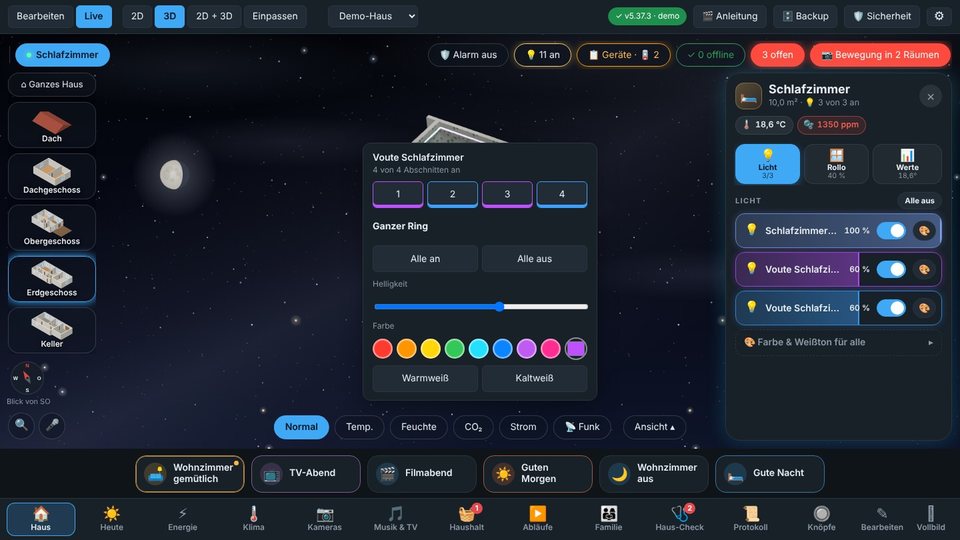 Bearbeiten Live 2D 3D 2D + 3D Einpassen Demo-Haus ✓ v5.37.3 · demo Anleitung Backup Sicherheit
Schlafzimmer Alarm aus 11 an Geräte · 2 ✓ 0 offline 3 offen Bewegung in 2 Räumen
⌂ Ganzes Haus
Dach
Dachgeschoss
Obergeschoss
Erdgeschoss
Keller
N
W O
S
Blick von SO
Voute Schlafzimmer
4 von 4 Abschnitten an
1 2 3 4
Ganzer Ring
Alle an Alle aus
Helligkeit
Farbe
Warmweiß Kaltweiß
Schlafzimmer
10,0 m² · 3 von 3 an
18,6 °C 1350 ppm
Licht Rollo Werte
3/3 40 % 18,6°
LICHT Alle aus
Schlafzimmer… 100 %
Voute Schlafzi… 60 %
Voute Schlafzi… 60 %
Farbe & Weißton für alle ▸
Normal Temp. Feuchte CO₂ Strom Funk Ansicht ▴
Wohnzimmer gemütlich
TV-Abend
Filmabend
Guten Morgen
Wohnzimmer aus
Gute Nacht
1 2
Haus Heute Energie Klima Kameras Musik & TV Haushalt Abläufe Familie Haus-Check Protokoll Knöpfe Bearbeiten Vollbild